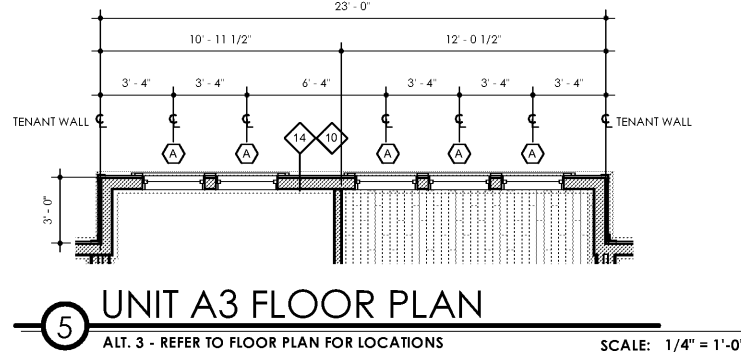 23' - 0"
10' - 11 1/2" 12' - 0 1/2"
3' - 4" 3' - 4" 6' - 4" 3' - 4" 3' - 4" 3' - 4"
TENANT WALL ℄ ℄ ℄ ℄ ℄ ℄ ℄ TENANT WALL
14 10
A A A A A
3' - 0"
UNIT A3 FLOOR PLAN
5
ALT. 3 - REFER TO FLOOR PLAN FOR LOCATIONS
SCALE: 1/4" = 1'-0"